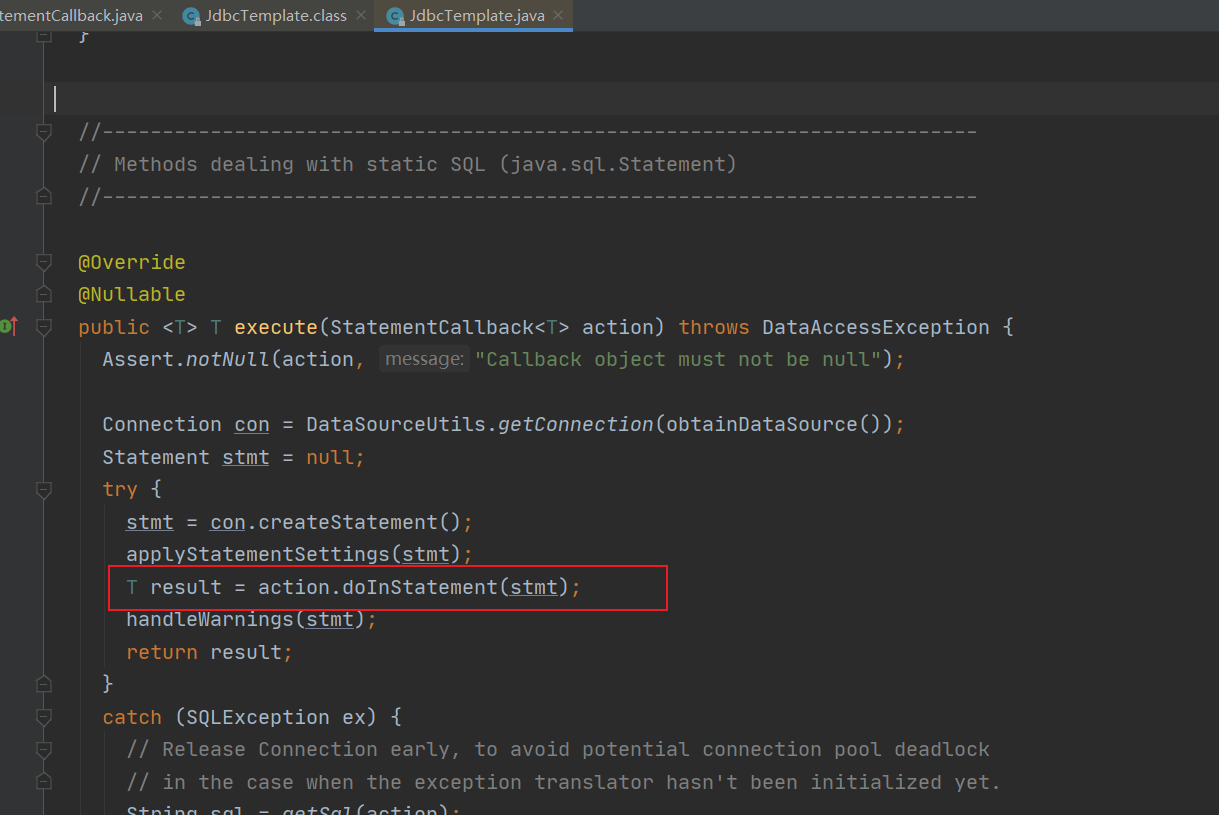 tementCallback.java × JdbcTemplate.class × JdbcTemplate.java ×
}
//-------------------------------------------------------------------------
// Methods dealing with static SQL (java.sql.Statement)
//-------------------------------------------------------------------------
@Override
@Nullable
public <T> T execute(StatementCallback<T> action) throws DataAccessException {
Assert.notNull(action, message: "Callback object must not be null");
Connection con = DataSourceUtils.getConnection(obtainDataSource());
Statement stmt = null;
try {
stmt = con.createStatement();
applyStatementSettings(stmt);
T result = action.doInStatement(stmt);
handleWarnings(stmt);
return result;
}
catch (SQLException ex) {
// Release Connection early, to avoid potential connection pool deadlock
// in the case when the exception translator hasn't been initialized yet.
String sql = getSql(action);